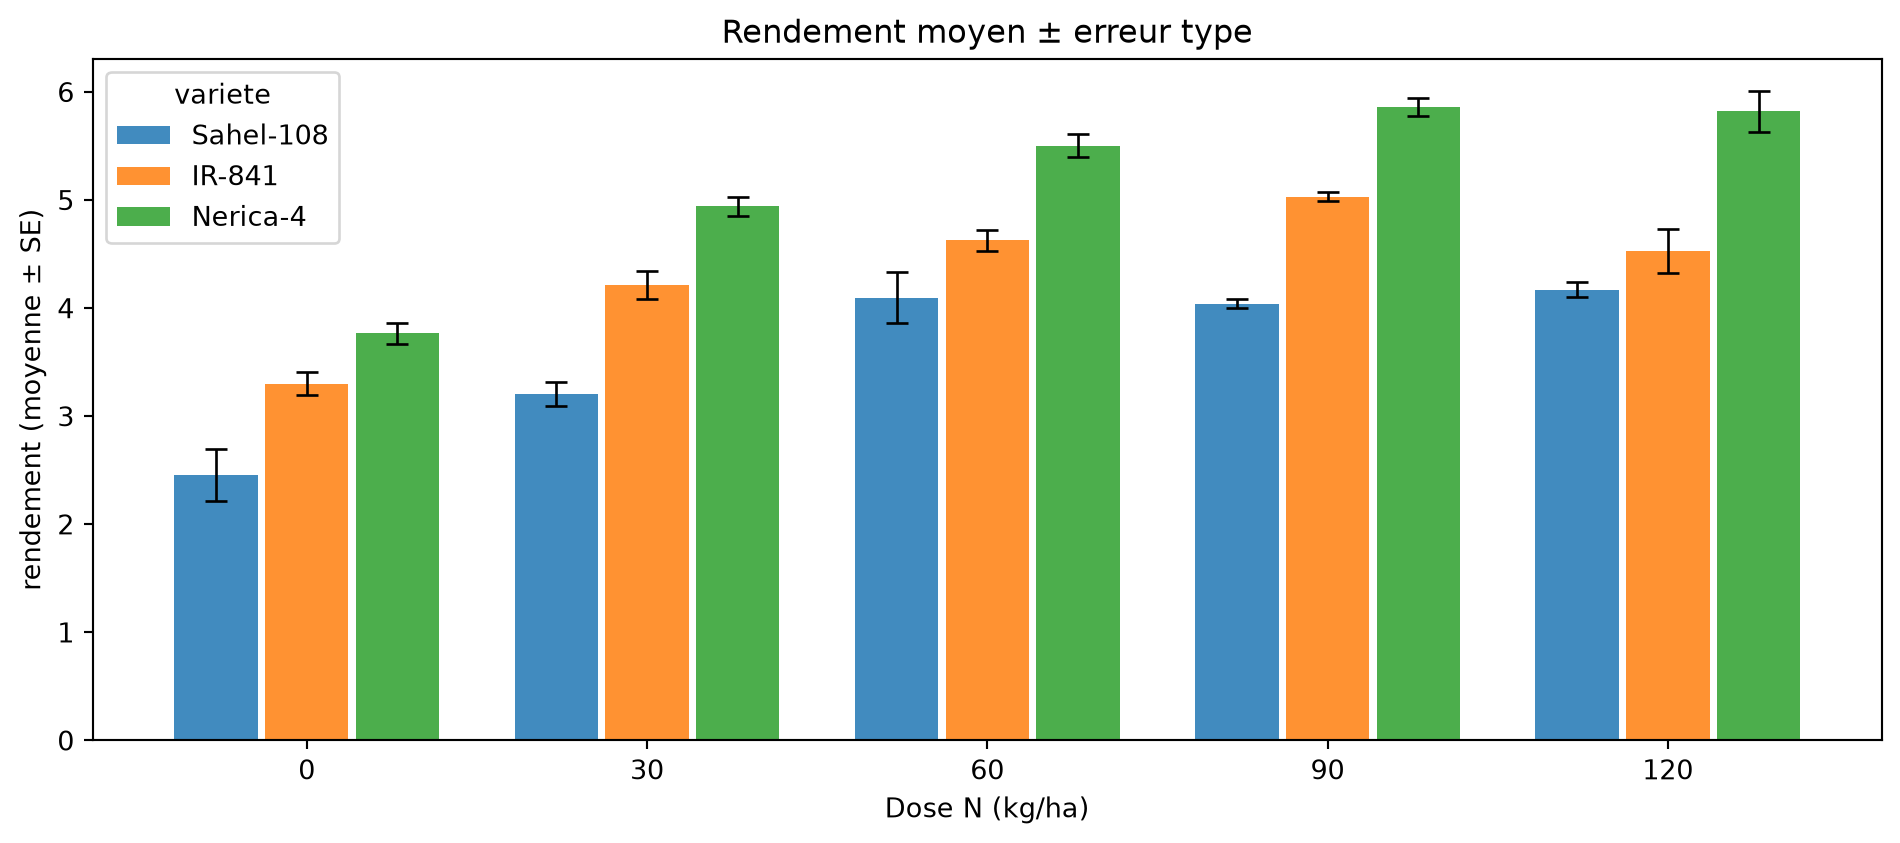 Rendement moyen ± erreur type
variete
Sahel-108
IR-841
Nerica-4
rendement (moyenne ± SE)
6
5
4
3
2
1
0
0 30 60 90 120
Dose N (kg/ha)